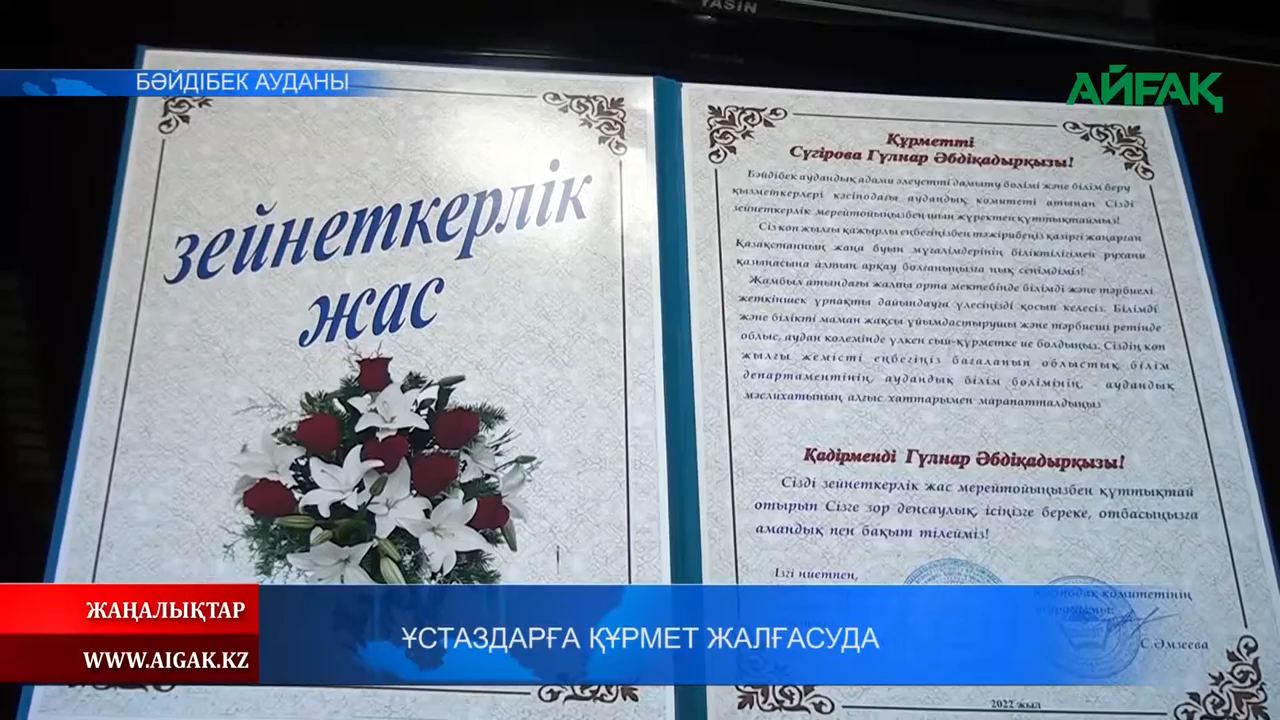 YASIN
БӘЙДІБЕК АУДАНЫ
АЙҒАҚ
зейнеткерлік
жас
Құрметті
Сүгірова Гүлнар Әбдіқадырқызы!
Бәйдібек аудандық адами әлеуетті дамыту бөлімі және білім беру
қызметкерлері кәсіподағы аудандық комитеті атынан Сізді
зейнеткерлік мерейтойыңызбен шын жүректен құттықтаймыз!
Сіз көп жылғы қажырлы еңбегіңізбен тәжірибеңіз қазіргі жаңарған
Қазақстанның жаңа буын мұғалімдерінің біліктілігімен рухани
қазынасына алтын арқау болғаныңызға нық сенімдіміз!
Жамбыл атындағы жалпы орта мектебінде білімді және тәрбиелі
жеткіншек ұрпақты дайындауға үлесіңізді қосып келесіз. Білімді
және білікті маман жақсы ұйымдастырушы және тәрбиеші ретінде
облыс, аудан көлемінде үлкен сый-құрметке ие болдыңыз. Сіздің көп
жылғы жемісті еңбегіңіз бағаланып облыстық білім
департаментінің, аудандық білім бөлімінің, аудандық
мәслихатының алғыс хаттарымен марапатталдыңыз
Қадірменді Гүлнар Әбдіқадырқызы!
Сізді зейнеткерлік жас мерейтойыңызбен құттықтай
отырып Сізге зор денсаулық, ісіңізге береке, отбасыңызға
амандық пен бақыт тілейміз!
Ізгі ниетпен,
комитетінің
С.Әмзеева
2022 жыл
ЖАҢАЛЫҚТАР
WWW.AIGAK.KZ
ҰСТАЗДАРҒА ҚҰРМЕТ ЖАЛҒАСУДА